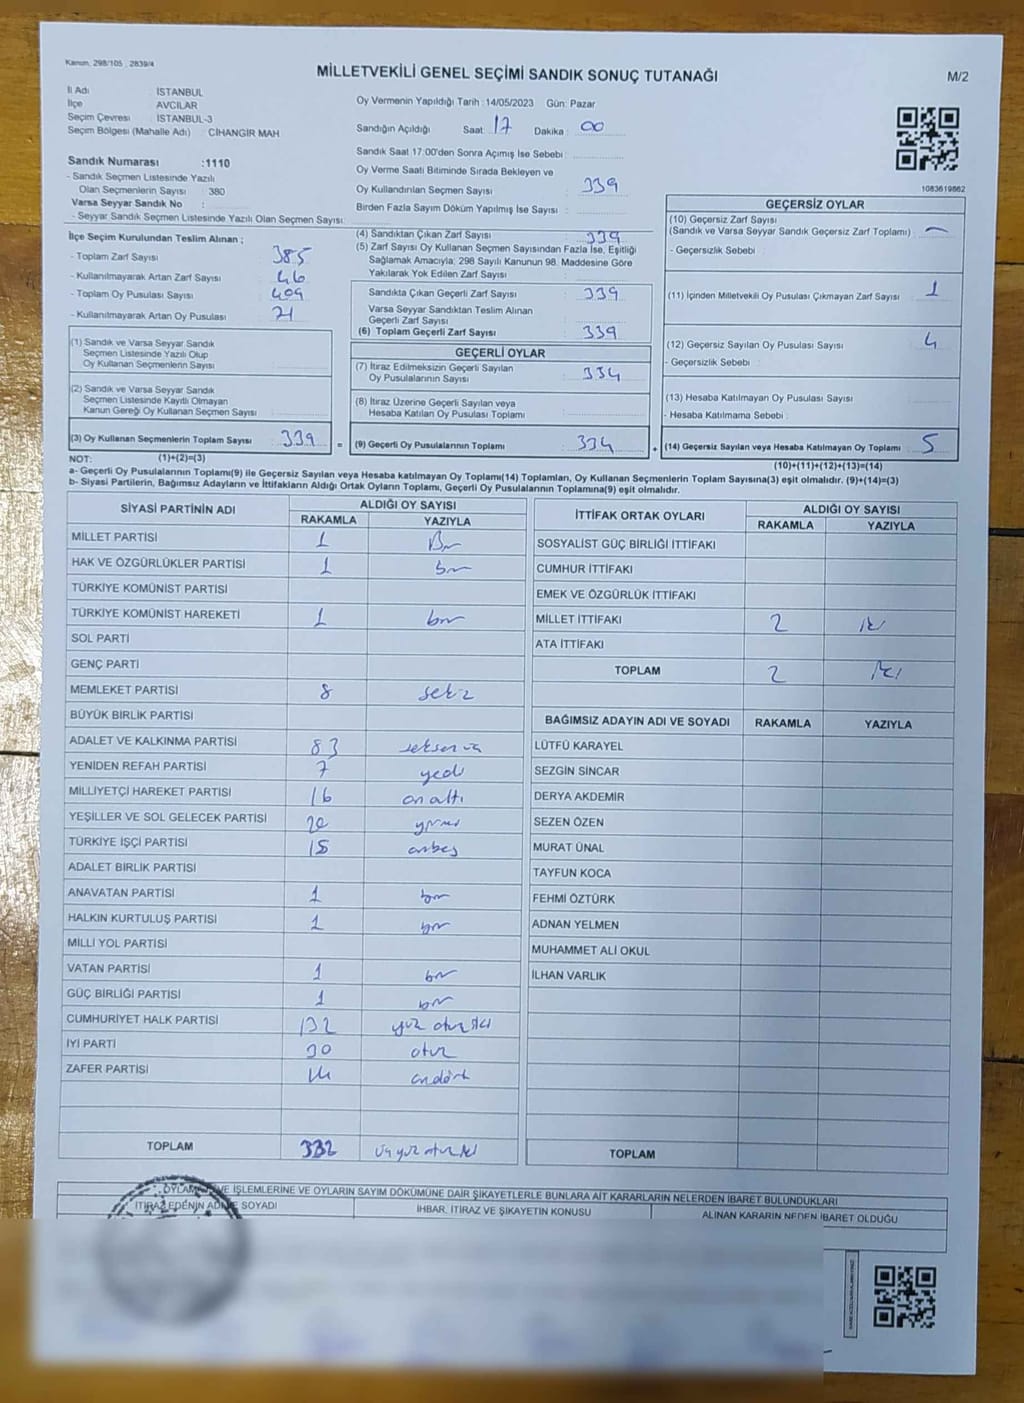 Kanun, 298/105 , 2839/4
MİLLETVEKİLİ GENEL SEÇİMİ SANDIK SONUÇ TUTANAĞI
M/2
İl Adı : İSTANBUL
İlçe : AVCILAR
Seçim Çevresi : İSTANBUL-3
Seçim Bölgesi (Mahalle Adı) : CİHANGİR MAH
Sandık Numarası :1110
- Sandık Seçmen Listesinde Yazılı
Olan Seçmenlerin Sayısı : 380
Varsa Seyyar Sandık No :
- Seyyar Sandık Seçmen Listesinde Yazılı Olan Seçmen Sayısı:
Oy Vermenin Yapıldığı Tarih : 14/05/2023 Gün: Pazar
Sandığın Açıldığı Saat: 17 Dakika : 00
Sandık Saat 17:00'den Sonra Açımış İse Sebebi :
Oy Verme Saati Bitiminde Sırada Bekleyen ve
Oy Kullandırılan Seçmen Sayısı : 339
Birden Fazla Sayım Döküm Yapılmış İse Sayısı :
1083619862
İlçe Seçim Kurulundan Teslim Alınan ;
- Toplam Zarf Sayısı : 385
- Kullanılmayarak Artan Zarf Sayısı : 46
- Toplam Oy Pusulası Sayısı : 409
- Kullanılmayarak Artan Oy Pusulası : 71
(1) Sandık ve Varsa Seyyar Sandık
Seçmen Listesinde Yazılı Olup
Oy Kullanan Seçmenlerin Sayısı :
(2) Sandık ve Varsa Seyyar Sandık
Seçmen Listesinde Kayıtlı Olmayan
Kanun Gereği Oy Kullanan Seçmen Sayısı :
(3) Oy Kullanan Seçmenlerin Toplam Sayısı : 339 =
(1)+(2)=(3)
(4) Sandıktan Çıkan Zarf Sayısı : 339
(5) Zarf Sayısı Oy Kullanan Seçmen Sayısından Fazla İse, Eşitliği
Sağlamak Amacıyla; 298 Sayılı Kanunun 98. Maddesine Göre
Yakılarak Yok Edilen Zarf Sayısı :
Sandıkta Çıkan Geçerli Zarf Sayısı : 339
Varsa Seyyar Sandıktan Teslim Alınan
Geçerli Zarf Sayısı :
(6) Toplam Geçerli Zarf Sayısı : 339
GEÇERLİ OYLAR
(7) İtiraz Edilmeksizin Geçerli Sayılan
Oy Pusulalarının Sayısı : 334
(8) İtiraz Üzerine Geçerli Sayılan veya
Hesaba Katılan Oy Pusulası Toplamı :
(9) Geçerli Oy Pusulalarının Toplamı : 334 +
GEÇERSİZ OYLAR
(10) Geçersiz Zarf Sayısı
(Sandık ve Varsa Seyyar Sandık Geçersiz Zarf Toplamı) : -
- Geçersizlik Sebebi :
(11) İçinden Milletvekili Oy Pusulası Çıkmayan Zarf Sayısı : 1
(12) Geçersiz Sayılan Oy Pusulası Sayısı : 4
- Geçersizlik Sebebi :
(13) Hesaba Katılmayan Oy Pusulası Sayısı :
- Hesaba Katılmama Sebebi :
(14) Geçersiz Sayılan veya Hesaba Katılmayan Oy Toplamı : 5
(10)+(11)+(12)+(13)=(14)
NOT:
a- Geçerli Oy Pusulalarının Toplamı(9) ile Geçersiz Sayılan veya Hesaba katılmayan Oy Toplamı(14) Toplamları, Oy Kullanan Seçmenlerin Toplam Sayısına(3) eşit olmalıdır. (9)+(14)=(3)
b- Siyasi Partilerin, Bağımsız Adayların ve İttifakların Aldığı Ortak Oyların Toplamı, Geçerli Oy Pusulalarının Toplamına(9) eşit olmalıdır.
SİYASİ PARTİNİN ADI ALDIĞI OY SAYISI
RAKAMLA YAZIYLA
MİLLET PARTİSİ 1 Bir
HAK VE ÖZGÜRLÜKLER PARTİSİ 1 bir
TÜRKİYE KOMÜNİST PARTİSİ
TÜRKİYE KOMÜNİST HAREKETİ 1 bir
SOL PARTİ
GENÇ PARTİ
MEMLEKET PARTİSİ 8 sekiz
BÜYÜK BİRLİK PARTİSİ
ADALET VE KALKINMA PARTİSİ 83 seksen üç
YENİDEN REFAH PARTİSİ 7 yedi
MİLLİYETÇİ HAREKET PARTİSİ 16 on altı
YEŞİLLER VE SOL GELECEK PARTİSİ 20 yirmi
TÜRKİYE İŞÇİ PARTİSİ 15 onbeş
ADALET BİRLİK PARTİSİ
ANAVATAN PARTİSİ 1 bir
HALKIN KURTULUŞ PARTİSİ 1 bir
MİLLİ YOL PARTİSİ
VATAN PARTİSİ 1 bir
GÜÇ BİRLİĞİ PARTİSİ 1 bir
CUMHURİYET HALK PARTİSİ 132 yüz otuz iki
İYİ PARTİ 30 otuz
ZAFER PARTİSİ 14 ondört
TOPLAM 332 üç yüz otuz iki
İTTİFAK ORTAK OYLARI ALDIĞI OY SAYISI
RAKAMLA YAZIYLA
SOSYALİST GÜÇ BİRLİĞİ İTTİFAKI
CUMHUR İTTİFAKI
EMEK VE ÖZGÜRLÜK İTTİFAKI
MİLLET İTTİFAKI 2 iki
ATA İTTİFAKI
TOPLAM 2 iki
BAĞIMSIZ ADAYIN ADI VE SOYADI RAKAMLA YAZIYLA
LÜTFÜ KARAYEL
SEZGİN SİNCAR
DERYA AKDEMİR
SEZEN ÖZEN
MURAT ÜNAL
TAYFUN KOCA
FEHMİ ÖZTÜRK
ADNAN YELMEN
MUHAMMET ALİ OKUL
İLHAN VARLIK
TOPLAM
OYLAMA VE İŞLEMLERİNE VE OYLARIN SAYIM DÖKÜMÜNE DAİR ŞİKAYETLERLE BUNLARA AİT KARARLARIN NELERDEN İBARET BULUNDUKLARI
İTİRAZ EDENİN ADI VE SOYADI İHBAR, İTİRAZ VE ŞİKAYETİN KONUSU ALINAN KARARIN NEDEN İBARET OLDUĞU